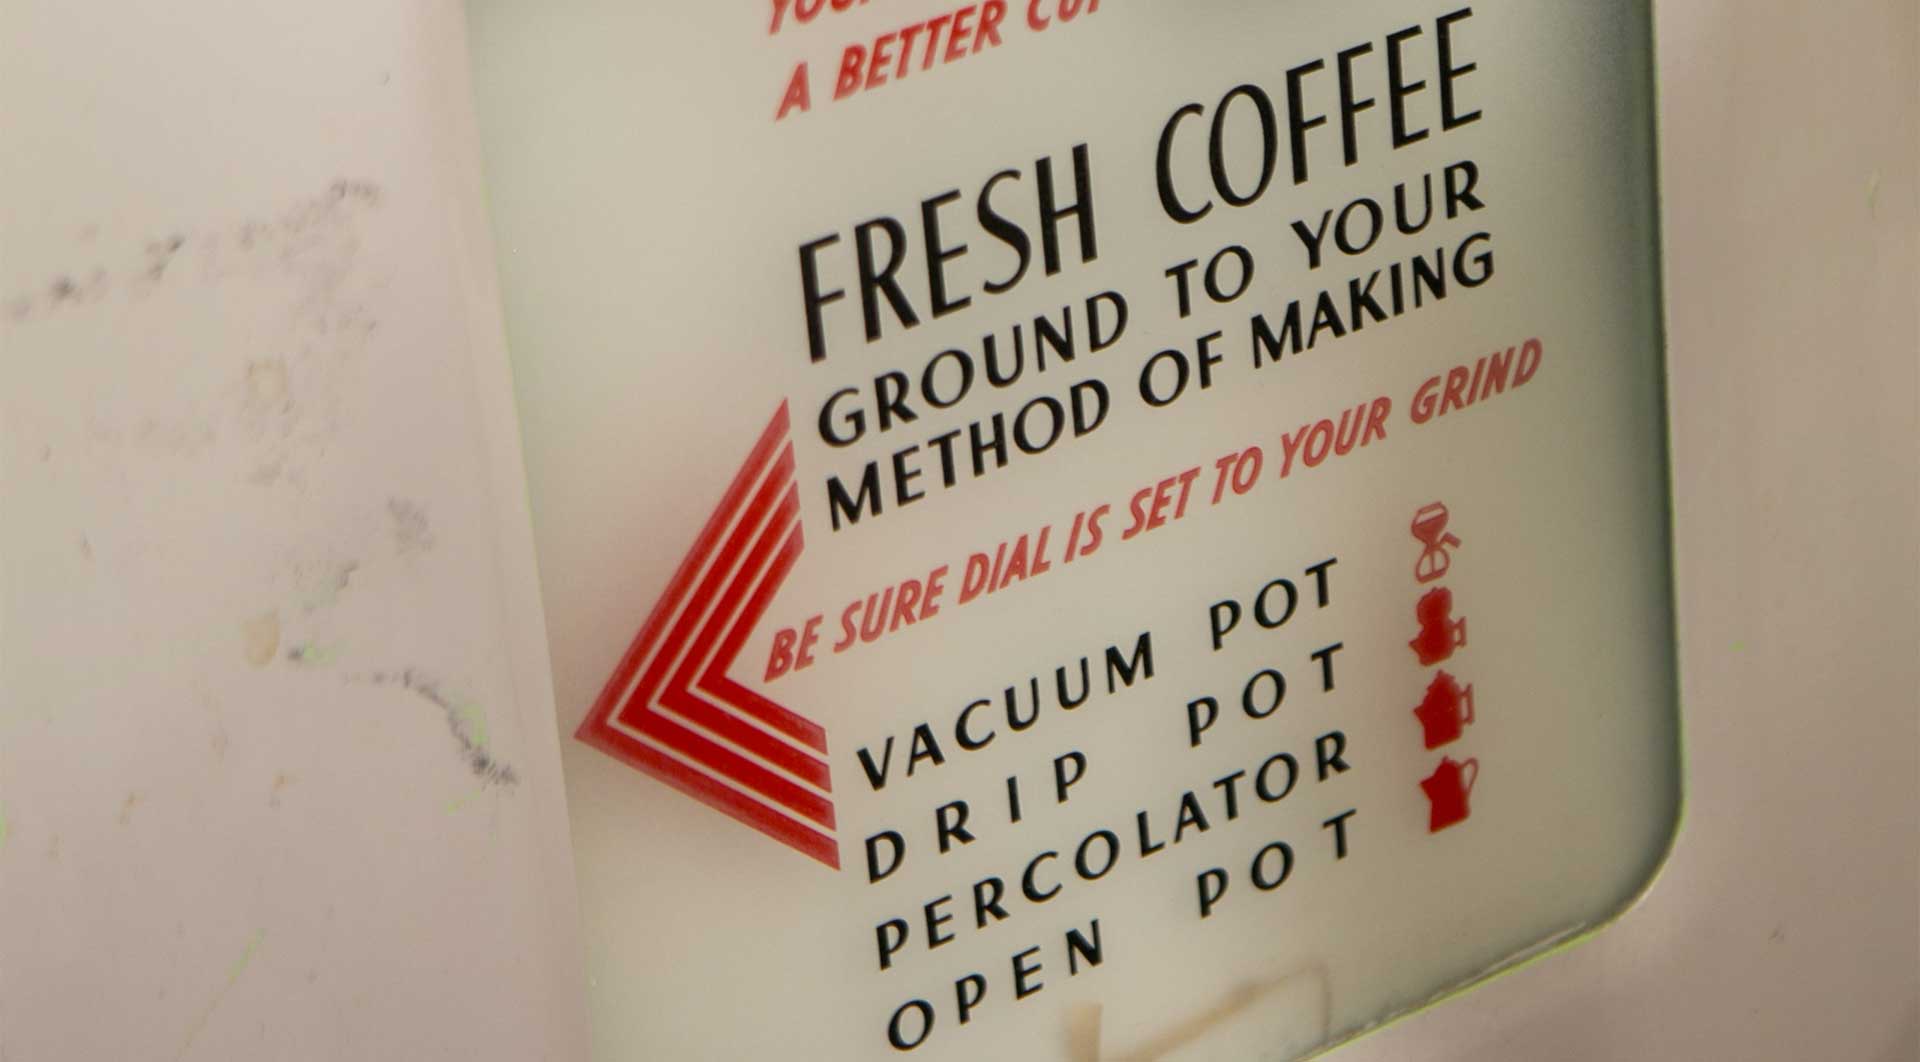 A BETTER CUP
FRESH COFFEE
GROUND TO YOUR
METHOD OF MAKING
BE SURE DIAL IS SET TO YOUR GRIND
VACUUM POT
DRIP POT
PERCOLATOR
OPEN POT